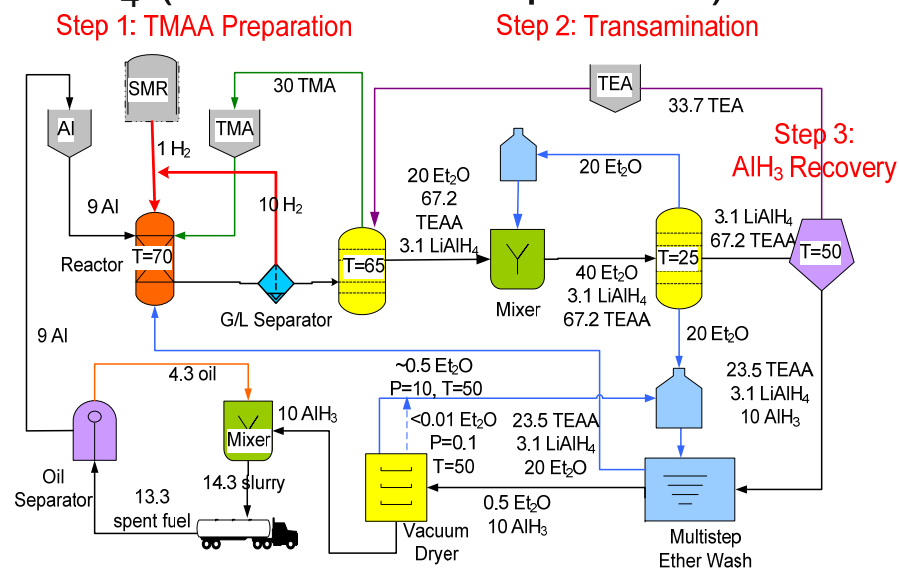 Step 1: TMAA Preparation
Step 2: Transamination
SMR
30 TMA
TEA
33.7 TEA
Al
TMA
Step 3:
AlH₃ Recovery
1 H₂
20 Et₂O
20 Et₂O
67.2
TEAA
3.1 LiAlH₄
9 Al
10 H₂
3.1 LiAlH₄
67.2 TEAA
T=70
T=65
T=25
T=50
Reactor
40 Et₂O
3.1 LiAlH₄
67.2 TEAA
Mixer
G/L Separator
9 Al
20 Et₂O
~0.5 Et₂O
P=10, T=50
4.3 oil
23.5 TEAA
3.1 LiAlH₄
10 AlH₃
<0.01 Et₂O
P=0.1
T=50
23.5 TEAA
3.1 LiAlH₄
20 Et₂O
10 AlH₃
Mixer
Oil
Separator
14.3 slurry
13.3
spent fuel
0.5 Et₂O
10 AlH₃
Vacuum
Dryer
Multistep
Ether Wash